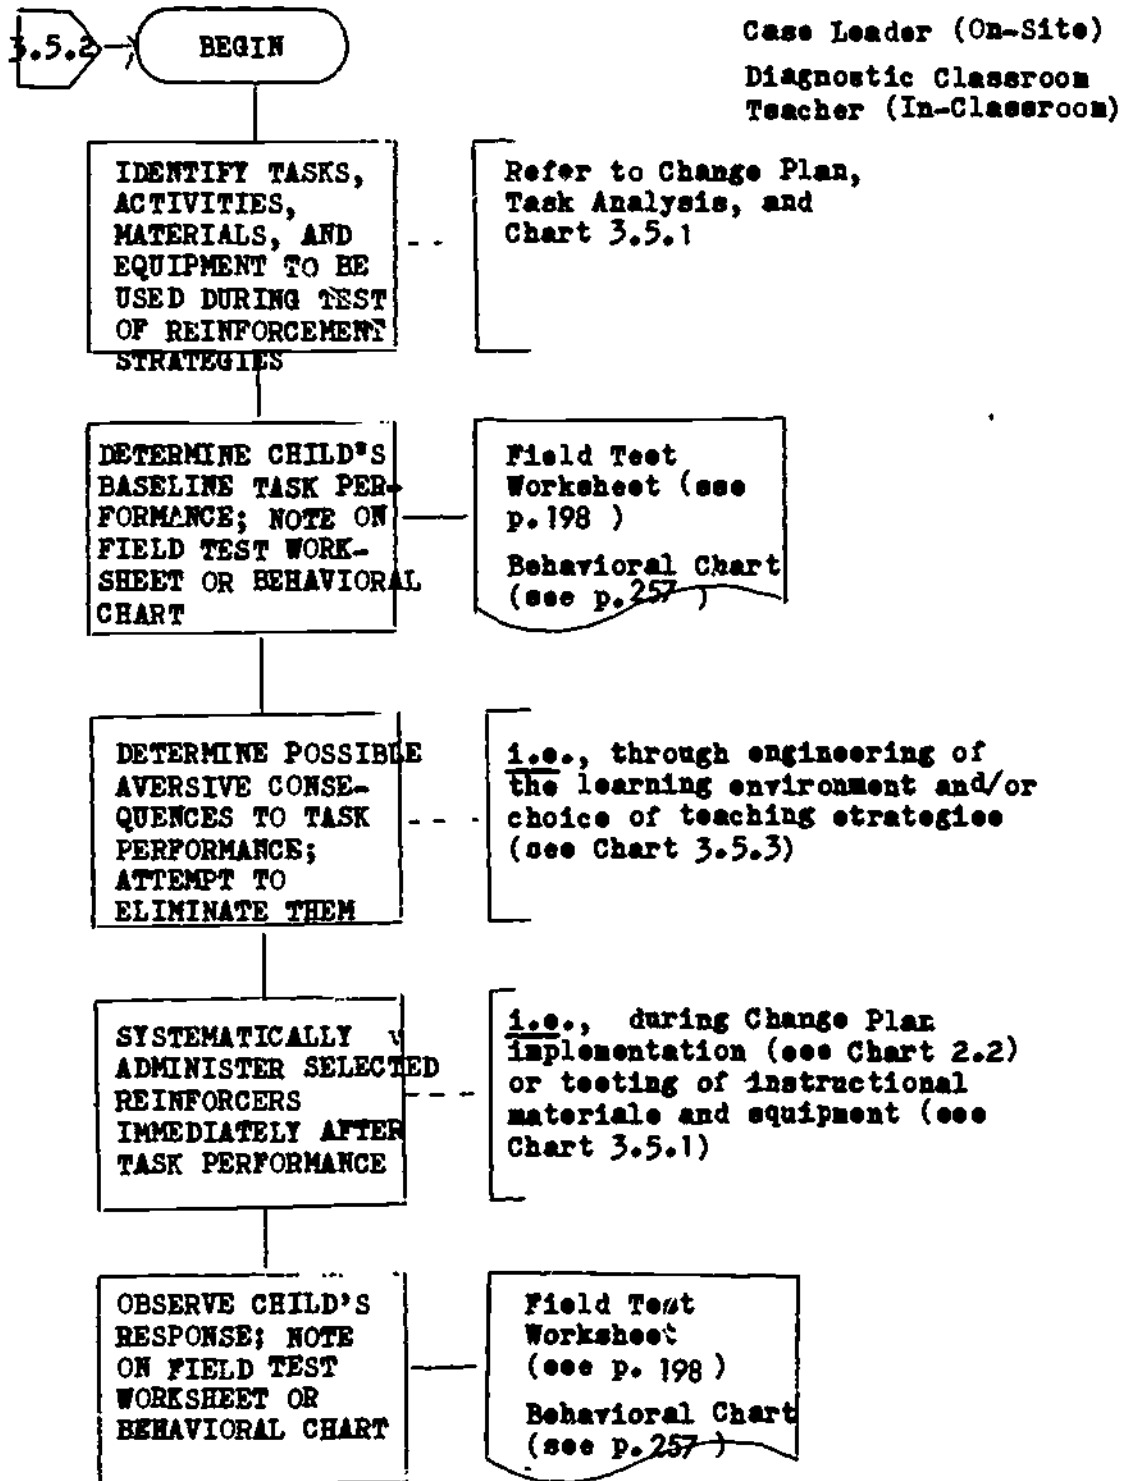 3.5.2
BEGIN
Case Leader (On-Site)
Diagnostic Classroom
Teacher (In-Classroom)
IDENTIFY TASKS,
ACTIVITIES,
MATERIALS, AND
EQUIPMENT TO BE
USED DURING TEST
OF REINFORCEMENT
STRATEGIES
Refer to Change Plan,
Task Analysis, and
Chart 3.5.1
DETERMINE CHILD'S
BASELINE TASK PER-
FORMANCE; NOTE ON
FIELD TEST WORK-
SHEET OR BEHAVIORAL
CHART
Field Test
Worksheet (see
p. 198 )
Behavioral Chart
(see p. 257 )
DETERMINE POSSIBLE
AVERSIVE CONSE-
QUENCES TO TASK
PERFORMANCE;
ATTEMPT TO
ELIMINATE THEM
i.e., through engineering of
the learning environment and/or
choice of teaching strategies
(see Chart 3.5.3)
SYSTEMATICALLY
ADMINISTER SELECTED
REINFORCERS
IMMEDIATELY AFTER
TASK PERFORMANCE
i.e., during Change Plan
implementation (see Chart 2.2)
or testing of instructional
materials and equipment (see
Chart 3.5.1)
OBSERVE CHILD'S
RESPONSE; NOTE
ON FIELD TEST
WORKSHEET OR
BEHAVIORAL CHART
Field Test
Worksheet
(see p. 198 )
Behavioral Chart
(see p. 257 )